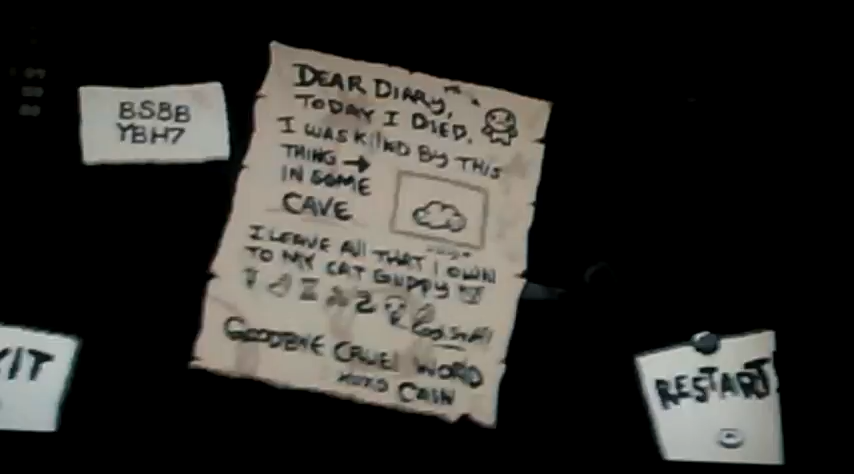 BSBB
YBH7
DEAR DIARY,
TODAY I DIED.
I WAS KIllED BY THIS
THING →
IN SOME
CAVE
I LEAVE All THAT I OWN
TO MY CAT GUPPY
GOODBYE CRUEl WORLD
XOXO CAIN
XIT
RESTART